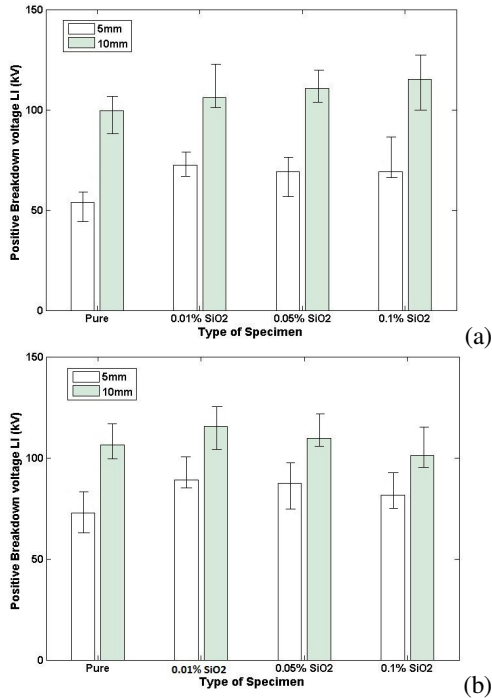 150
100
50
0
Positive Breakdown voltage LI (kV)
5mm
10mm
Pure
0.01% SiO2
0.05% SiO2
0.1% SiO2
Type of Specimen
(a)
150
100
50
0
Positive Breakdown voltage LI (kV)
5mm
10mm
Pure
0.01% SiO2
0.05% SiO2
0.1% SiO2
Type of Specimen
(b)